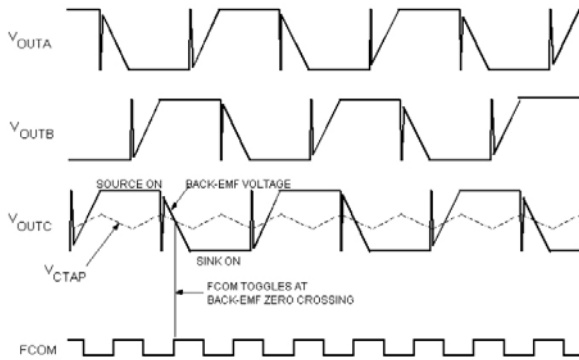 VOUTA
VOUTB
SOURCE ON
BACK-EMF VOLTAGE
VOUTC
VCTAP
SINK ON
FCOM TOGGLES AT
BACK-EMF ZERO CROSSING
FCOM